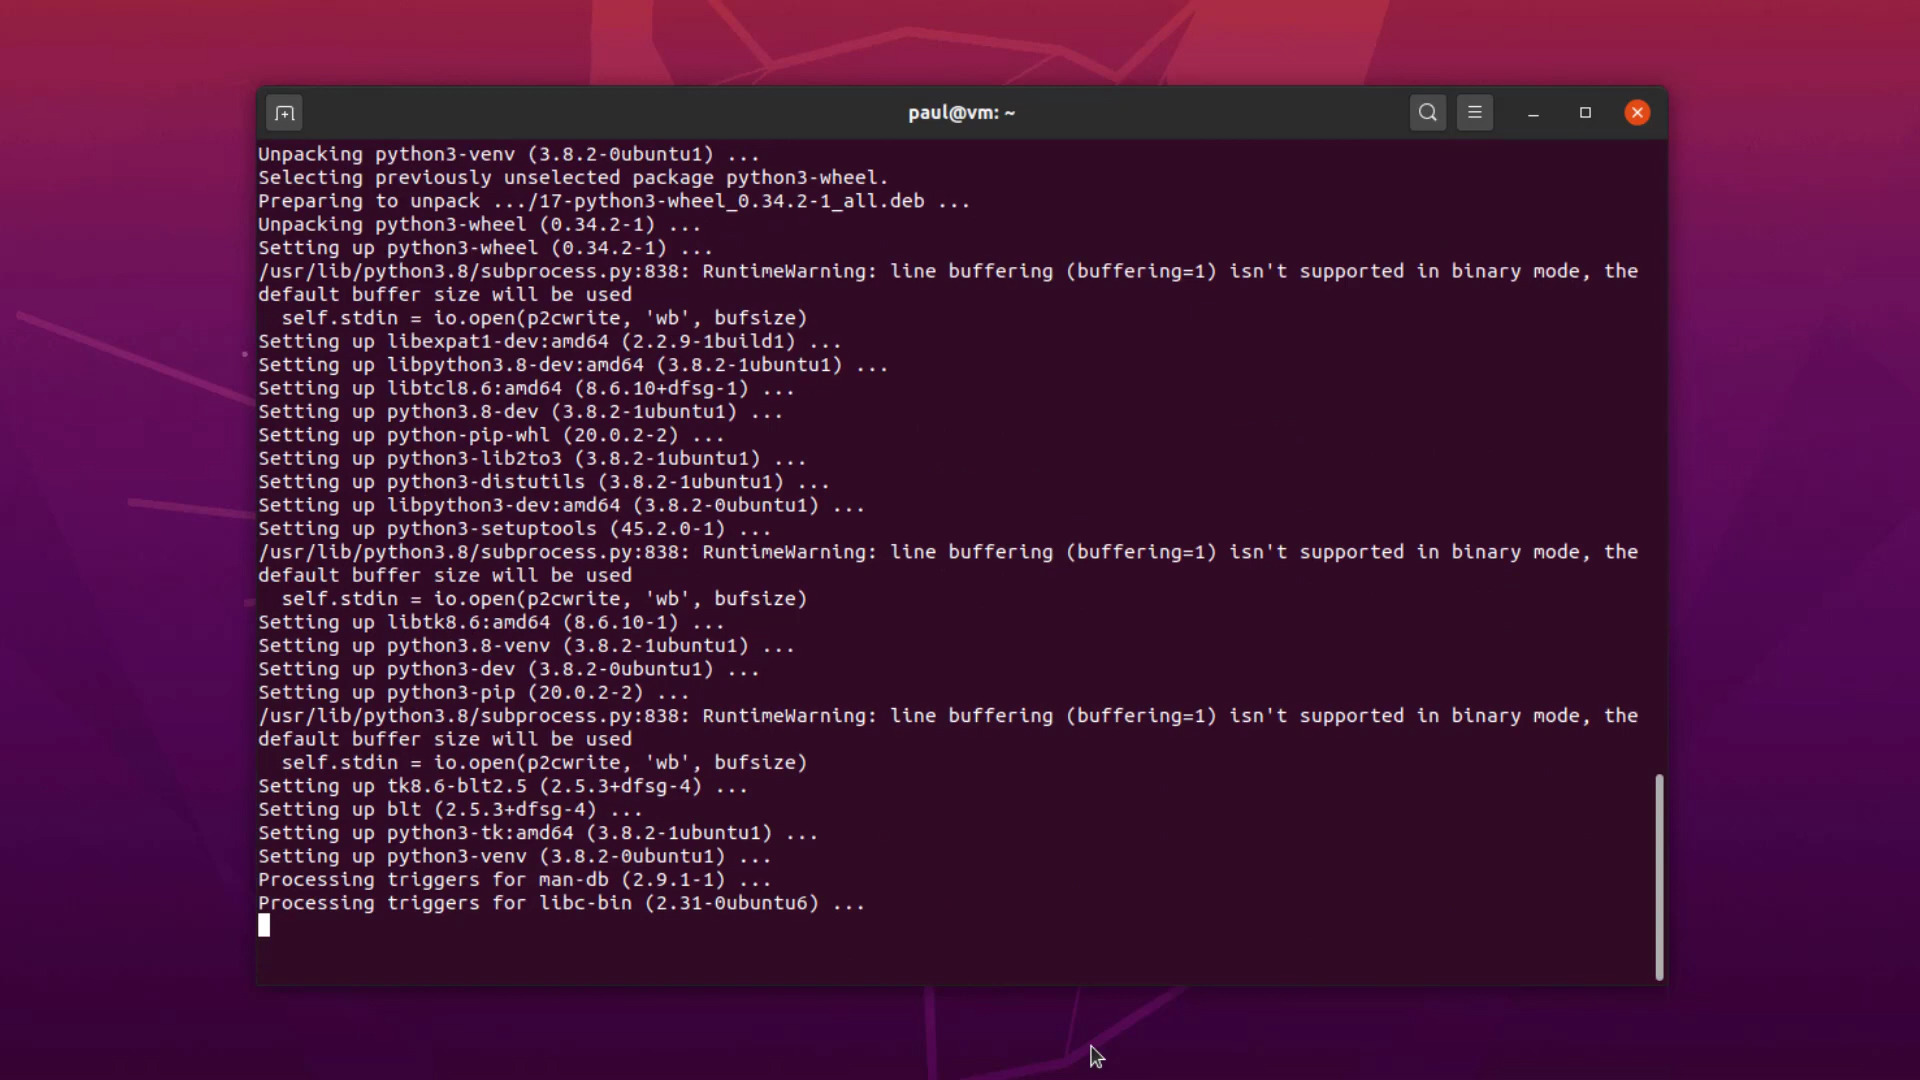 paul@vm: ~
Unpacking python3-venv (3.8.2-0ubuntu1) ...
Selecting previously unselected package python3-wheel.
Preparing to unpack .../17-python3-wheel_0.34.2-1_all.deb ...
Unpacking python3-wheel (0.34.2-1) ...
Setting up python3-wheel (0.34.2-1) ...
/usr/lib/python3.8/subprocess.py:838: RuntimeWarning: line buffering (buffering=1) isn't supported in binary mode, the
default buffer size will be used
  self.stdin = io.open(p2cwrite, 'wb', bufsize)
Setting up libexpat1-dev:amd64 (2.2.9-1build1) ...
Setting up libpython3.8-dev:amd64 (3.8.2-1ubuntu1) ...
Setting up libtcl8.6:amd64 (8.6.10+dfsg-1) ...
Setting up python3.8-dev (3.8.2-1ubuntu1) ...
Setting up python-pip-whl (20.0.2-2) ...
Setting up python3-lib2to3 (3.8.2-1ubuntu1) ...
Setting up python3-distutils (3.8.2-1ubuntu1) ...
Setting up libpython3-dev:amd64 (3.8.2-0ubuntu1) ...
Setting up python3-setuptools (45.2.0-1) ...
/usr/lib/python3.8/subprocess.py:838: RuntimeWarning: line buffering (buffering=1) isn't supported in binary mode, the
default buffer size will be used
  self.stdin = io.open(p2cwrite, 'wb', bufsize)
Setting up libtk8.6:amd64 (8.6.10-1) ...
Setting up python3.8-venv (3.8.2-1ubuntu1) ...
Setting up python3-dev (3.8.2-0ubuntu1) ...
Setting up python3-pip (20.0.2-2) ...
/usr/lib/python3.8/subprocess.py:838: RuntimeWarning: line buffering (buffering=1) isn't supported in binary mode, the
default buffer size will be used
  self.stdin = io.open(p2cwrite, 'wb', bufsize)
Setting up tk8.6-blt2.5 (2.5.3+dfsg-4) ...
Setting up blt (2.5.3+dfsg-4) ...
Setting up python3-tk:amd64 (3.8.2-1ubuntu1) ...
Setting up python3-venv (3.8.2-0ubuntu1) ...
Processing triggers for man-db (2.9.1-1) ...
Processing triggers for libc-bin (2.31-0ubuntu6) ...